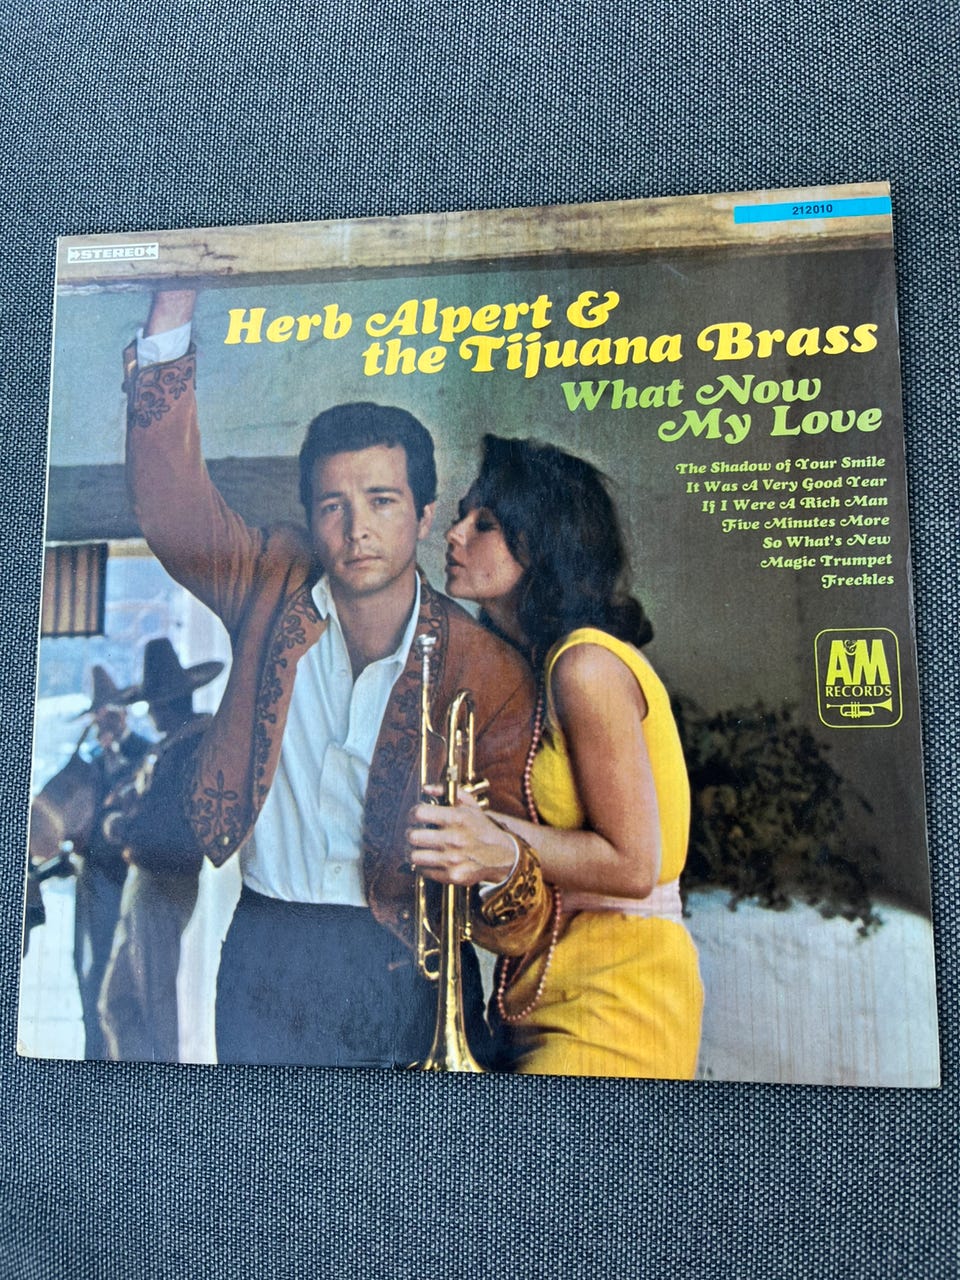 212010
STEREO
Herb Alpert &
the Tijuana Brass
What Now
My Love
The Shadow of Your Smile
It Was A Very Good Year
If I Were A Rich Man
Five Minutes More
So What's New
Magic Trumpet
Freckles
A&M
RECORDS